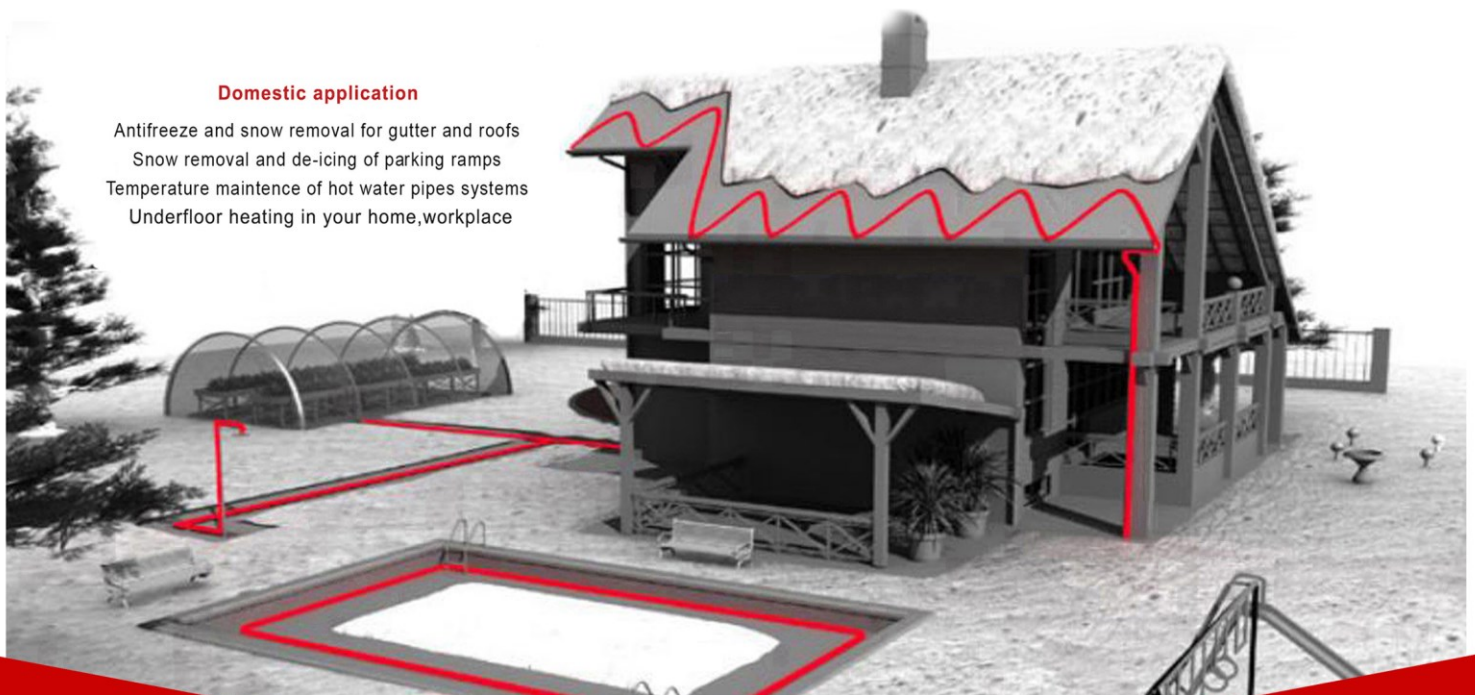 Domestic application
Antifreeze and snow removal for gutter and roofs
Snow removal and de-icing of parking ramps
Temperature maintence of hot water pipes systems
Underfloor heating in your home,workplace